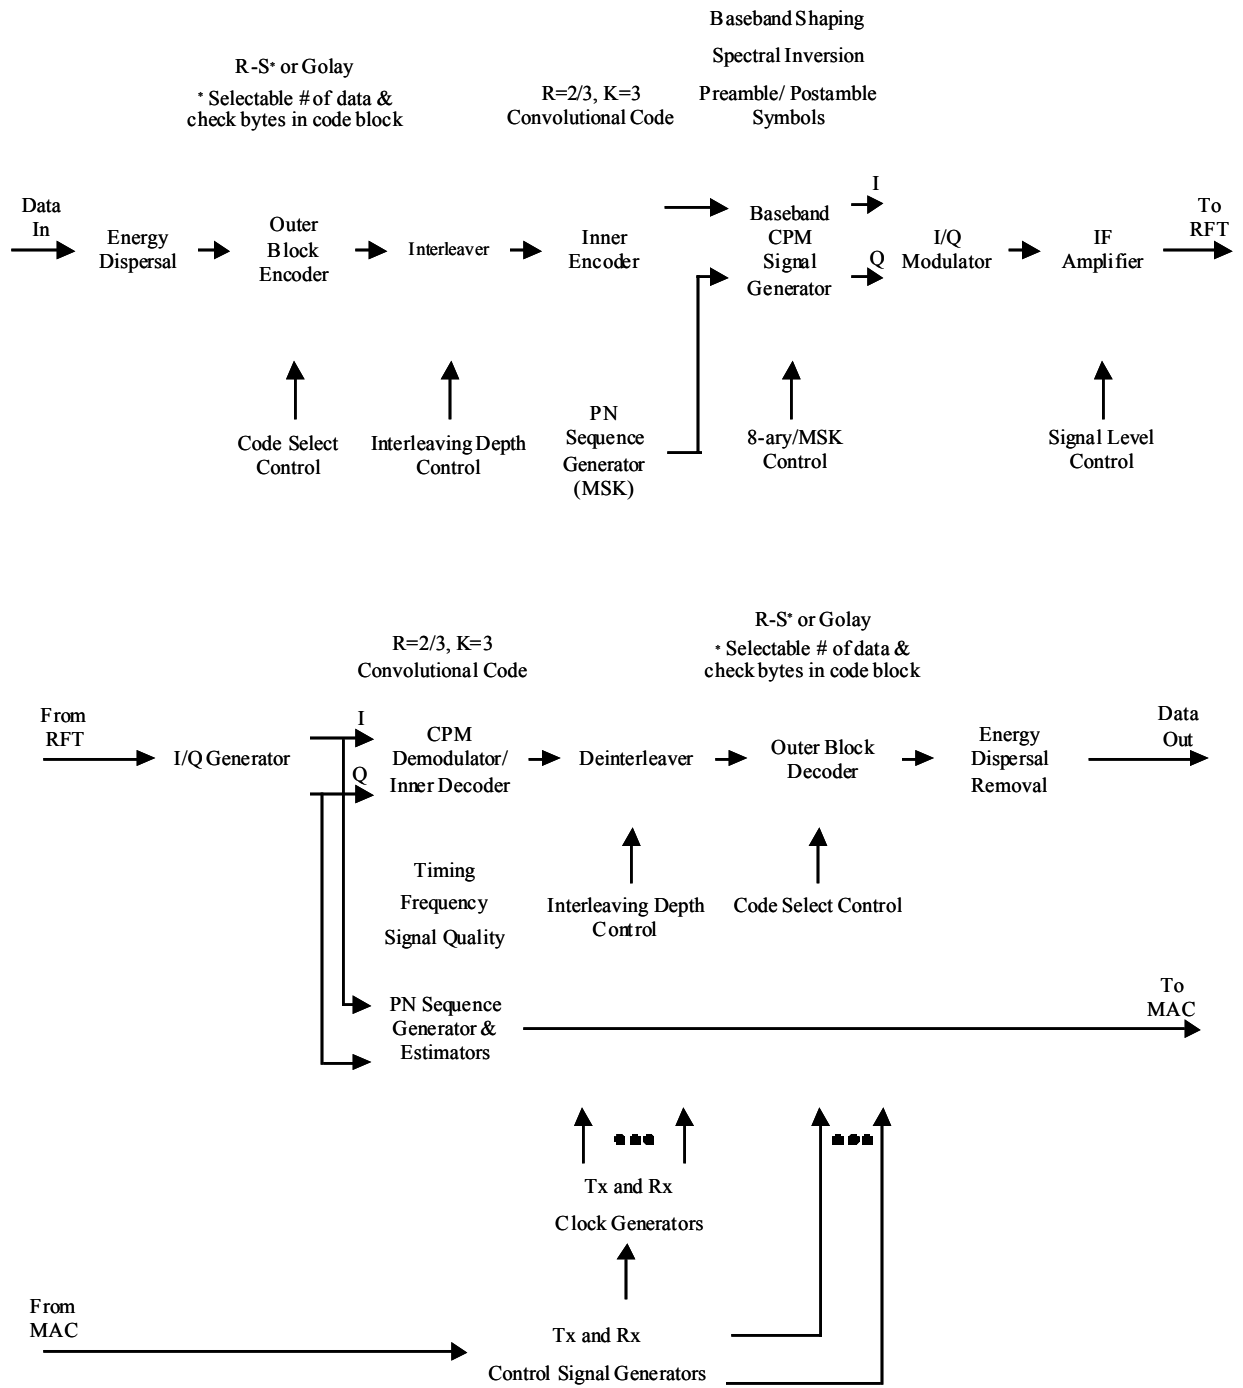 Baseband Shaping
Spectral Inversion
Preamble/ Postamble
Symbols
R-S* or Golay
* Selectable # of data &
check bytes in code block
R=2/3, K=3
Convolutional Code
Data
In
Energy
Dispersal
Outer
Block
Encoder
Interleaver
Inner
Encoder
Baseband
CPM
Signal
Generator
I
Q
I/Q
Modulator
IF
Amplifier
To
RFT
Code Select
Control
Interleaving Depth
Control
PN
Sequence
Generator
(MSK)
8-ary/MSK
Control
Signal Level
Control
R=2/3, K=3
Convolutional Code
R-S* or Golay
* Selectable # of data &
check bytes in code block
From
RFT
I/Q Generator
I
Q
CPM
Demodulator/
Inner Decoder
Deinterleaver
Outer Block
Decoder
Energy
Dispersal
Removal
Data
Out
Timing
Frequency
Signal Quality
Interleaving Depth
Control
Code Select Control
PN Sequence
Generator &
Estimators
To
MAC
Tx and Rx
Clock Generators
From
MAC
Tx and Rx
Control Signal Generators